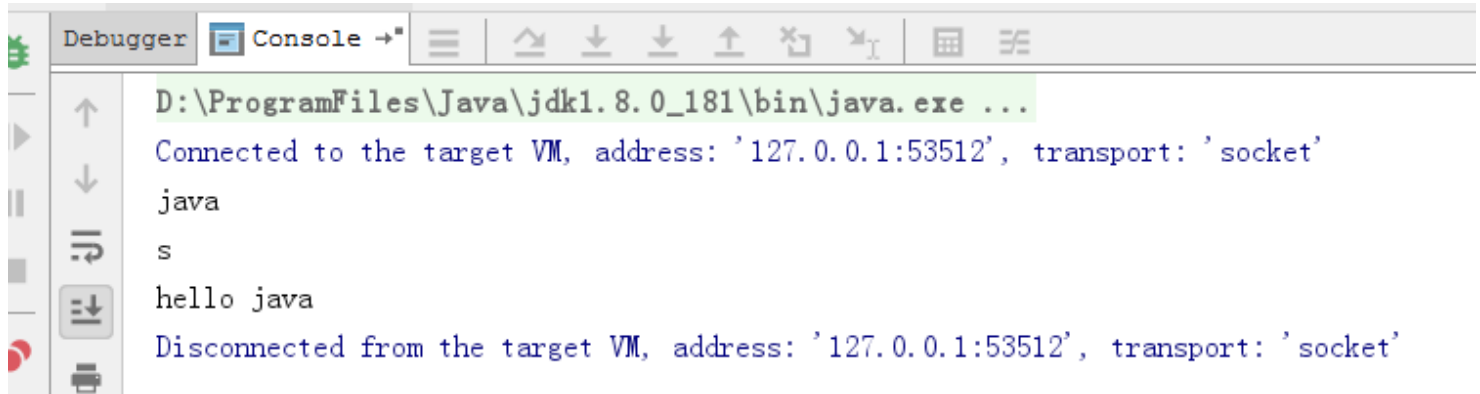 Debugger Console
D:\ProgramFiles\Java\jdk1.8.0_181\bin\java.exe ...
Connected to the target VM, address: '127.0.0.1:53512', transport: 'socket'
java
s
hello java
Disconnected from the target VM, address: '127.0.0.1:53512', transport: 'socket'